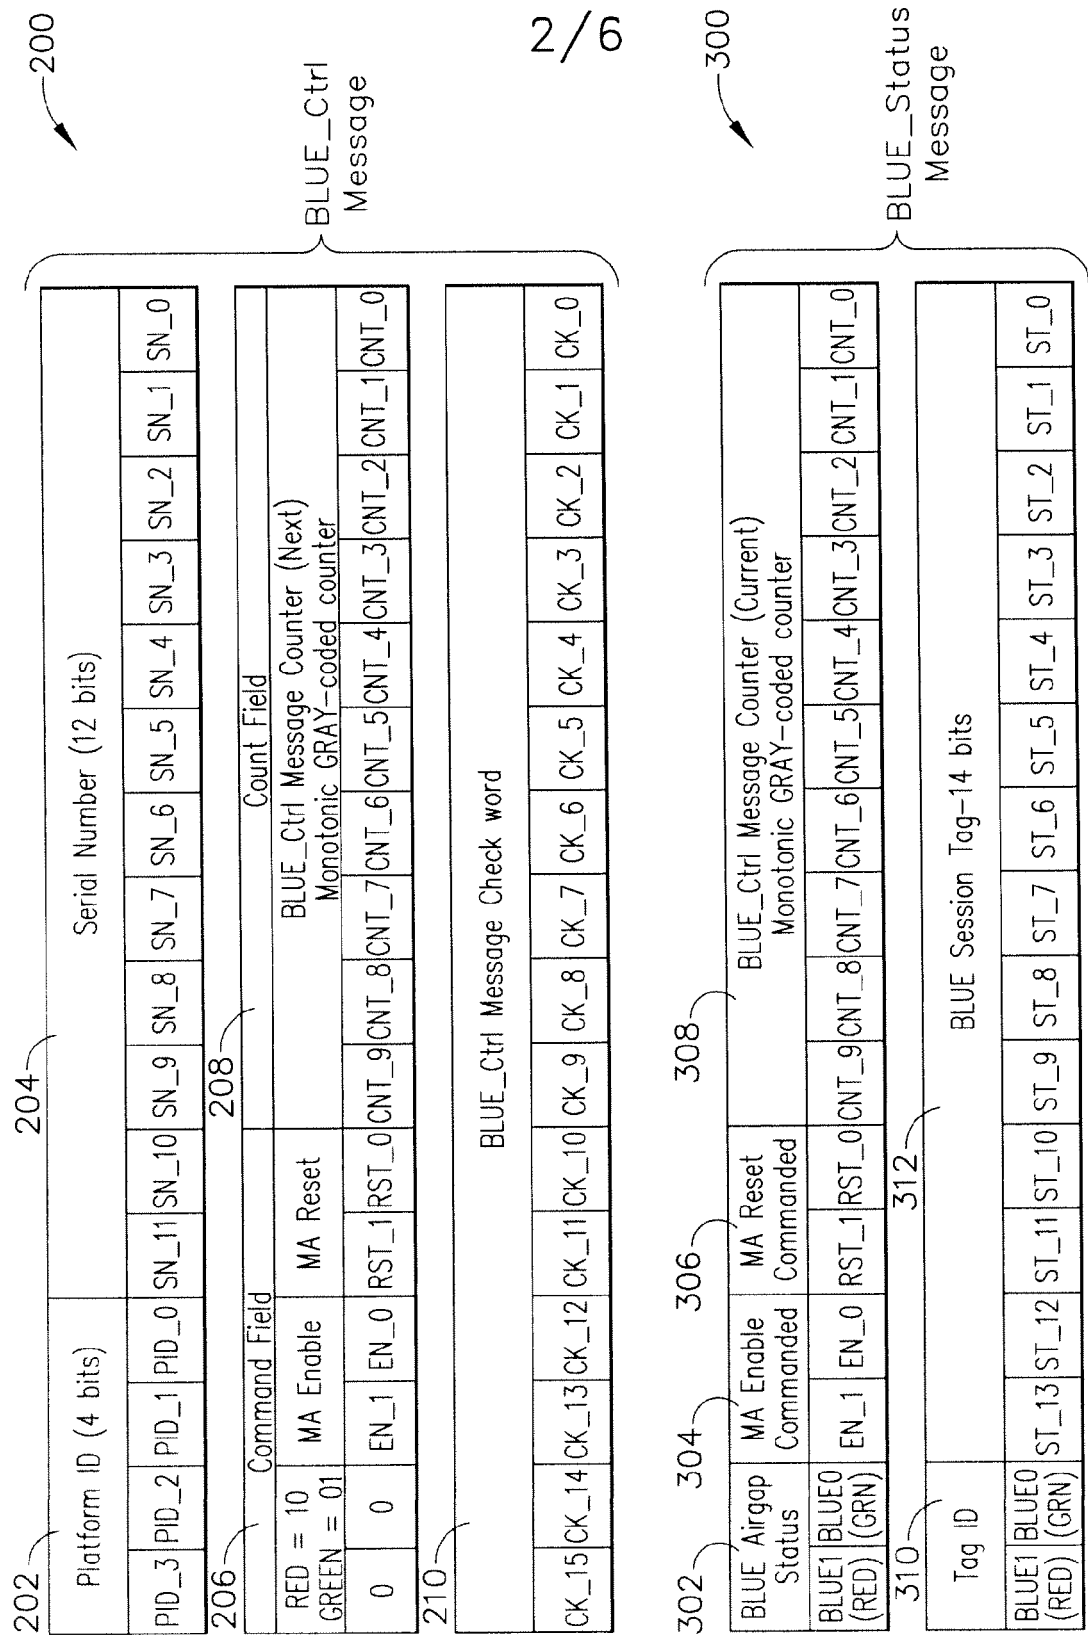 2/6
200
202
204
Platform ID (4 bits)
Serial Number (12 bits)
PID_3 PID_2 PID_1 PID_0 SN_11 SN_10 SN_9 SN_8 SN_7 SN_6 SN_5 SN_4 SN_3 SN_2 SN_1 SN_0
206
208
Command Field
Count Field
RED = 10
GREEN = 01
MA Enable
MA Reset
BLUE_Ctrl Message Counter (Next)
Monotonic GRAY-coded counter
0 0 EN_1 EN_0 RST_1 RST_0 CNT_9 CNT_8 CNT_7 CNT_6 CNT_5 CNT_4 CNT_3 CNT_2 CNT_1 CNT_0
210
BLUE_Ctrl Message Check word
CK_15 CK_14 CK_13 CK_12 CK_11 CK_10 CK_9 CK_8 CK_7 CK_6 CK_5 CK_4 CK_3 CK_2 CK_1 CK_0
BLUE_Ctrl
Message
300
302
304
306
308
BLUE Airgap
Status
MA Enable
Commanded
MA Reset
Commanded
BLUE_Ctrl Message Counter (Current)
Monotonic GRAY-coded counter
BLUE1 BLUE0 EN_1 EN_0 RST_1 RST_0 CNT_9 CNT_8 CNT_7 CNT_6 CNT_5 CNT_4 CNT_3 CNT_2 CNT_1 CNT_0
(RED) (GRN)
310
312
Tag ID
BLUE Session Tag-14 bits
BLUE1 BLUE0 ST_13 ST_12 ST_11 ST_10 ST_9 ST_8 ST_7 ST_6 ST_5 ST_4 ST_3 ST_2 ST_1 ST_0
(RED) (GRN)
BLUE_Status
Message